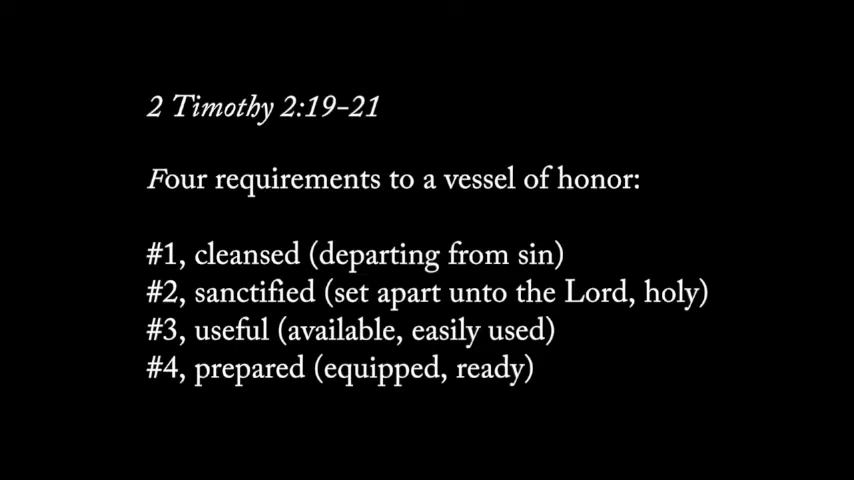 2 Timothy 2:19-21
Four requirements to a vessel of honor:
#1, cleansed (departing from sin)
#2, sanctified (set apart unto the Lord, holy)
#3, useful (available, easily used)
#4, prepared (equipped, ready)